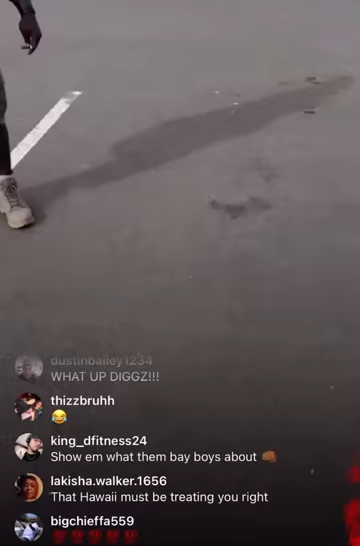 dustinbailey1234
WHAT UP DIGGZ!!!
thizzbruhh
😂
king_dfitness24
Show em what them bay boys about 👊🏾
lakisha.walker.1656
That Hawaii must be treating you right
bigchieffa559